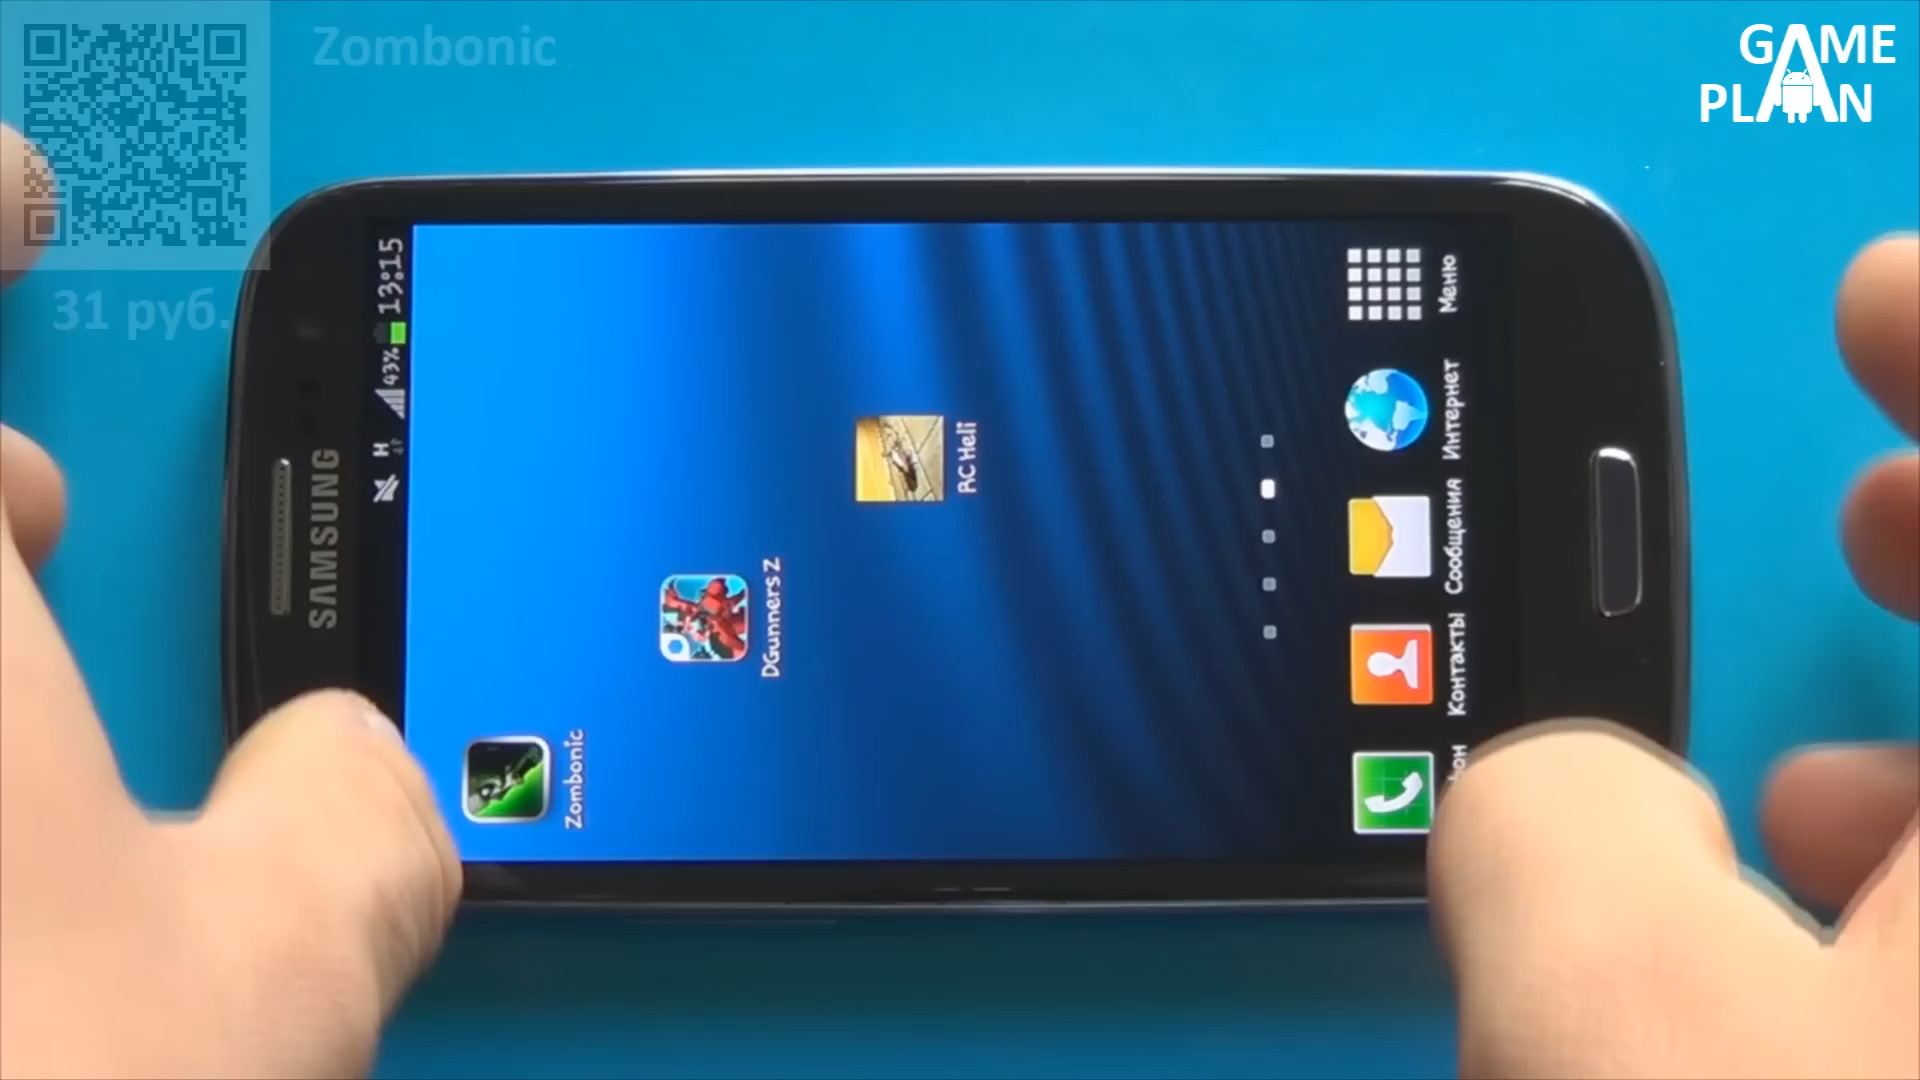 Zombonic
GAME
PLAN
31 руб.
SAMSUNG
H 43% 13:15
Zombonic
DGunners Z
RC Heli
Контакты
Сообщения
Интернет
Меню